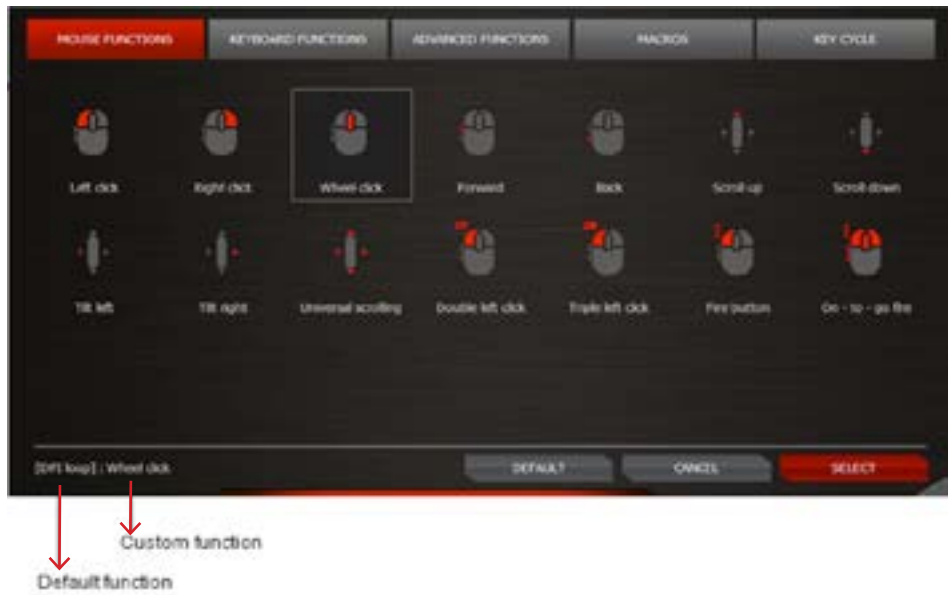 MOUSE FUNCTIONS KEYBOARD FUNCTIONS ADVANCED FUNCTIONS MACROS KEY CYCLE
Left click Right click Wheel click Forward Back Scroll up Scroll down
Tilt left Tilt right Universal scrolling Double left click Triple left click Fire button On - to - go fire
[DPI loop] : Wheel click DEFAULT CANCEL SELECT
Custom function
Default function